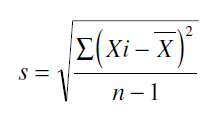 s = √(Σ(Xi – X̅)² / (n – 1))